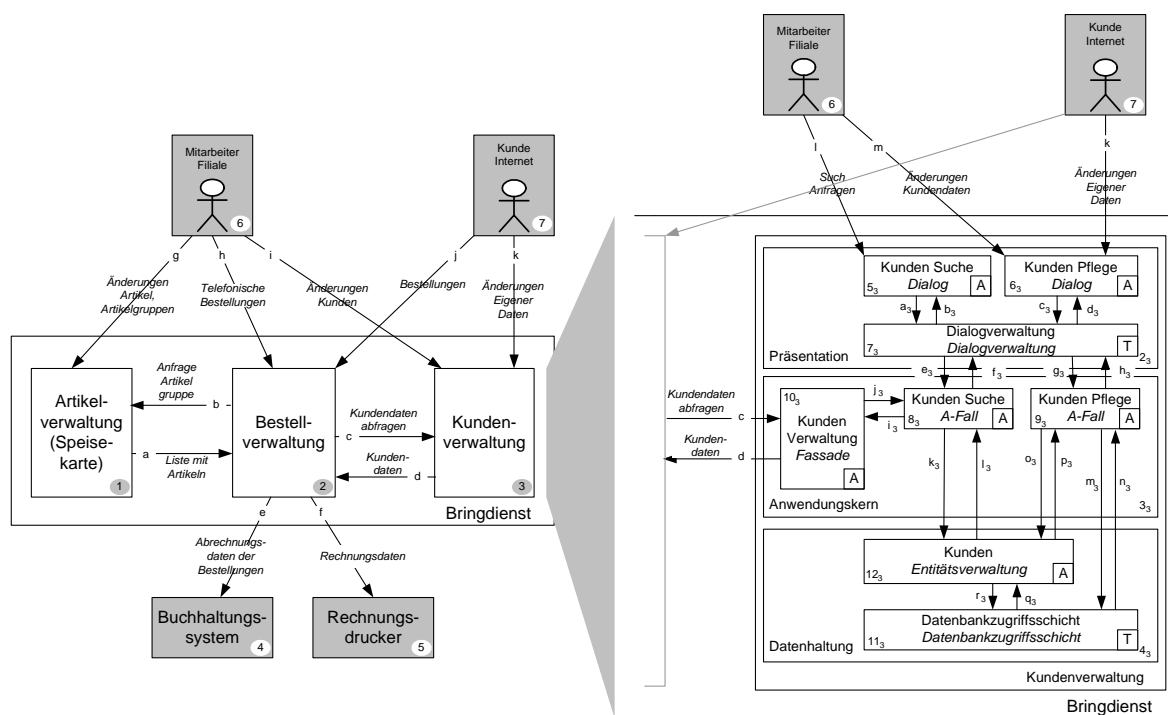 Mitarbeiter
Filiale
6
Kunde
Internet
7
g
h
i
j
k
Änderungen
Artikel,
Artikelgruppen
Telefonische
Bestellungen
Änderungen
Kunden
Bestellungen
Änderungen
Eigener
Daten
Artikel-
verwaltung
(Speise-
karte)
1
Anfrage
Artikel
gruppe
b
a
Liste mit
Artikeln
Bestell-
verwaltung
2
Kundendaten
abfragen
c
Kunden-
daten
d
Kunden-
verwaltung
3
Bringdienst
e
f
Abrechnungs-
daten der
Bestellungen
Rechnungsdaten
Buchhaltungs-
system
4
Rechnungs-
drucker
5
Mitarbeiter
Filiale
6
Kunde
Internet
7
l
m
k
Such
Anfragen
Änderungen
Kundendaten
Änderungen
Eigener
Daten
Kunden Suche
Dialog
A
5₃
Kunden Pflege
Dialog
A
6₃
a₃
b₃
c₃
d₃
Dialogverwaltung
Dialogverwaltung
7₃
T
Präsentation
2₃
e₃
f₃
g₃
h₃
Kundendaten
abfragen
c
Kunden-
daten
d
10₃
Kunden
Verwaltung
Fassade
A
j₃
i₃
Kunden Suche
A-Fall
8₃
A
Kunden Pflege
A-Fall
9₃
A
k₃
l₃
o₃
p₃
m₃
n₃
Anwendungskern
3₃
Kunden
Entitätsverwaltung
12₃
A
r₃
q₃
Datenbankzugriffsschicht
Datenbankzugriffsschicht
11₃
T
Datenhaltung
4₃
Kundenverwaltung
Bringdienst